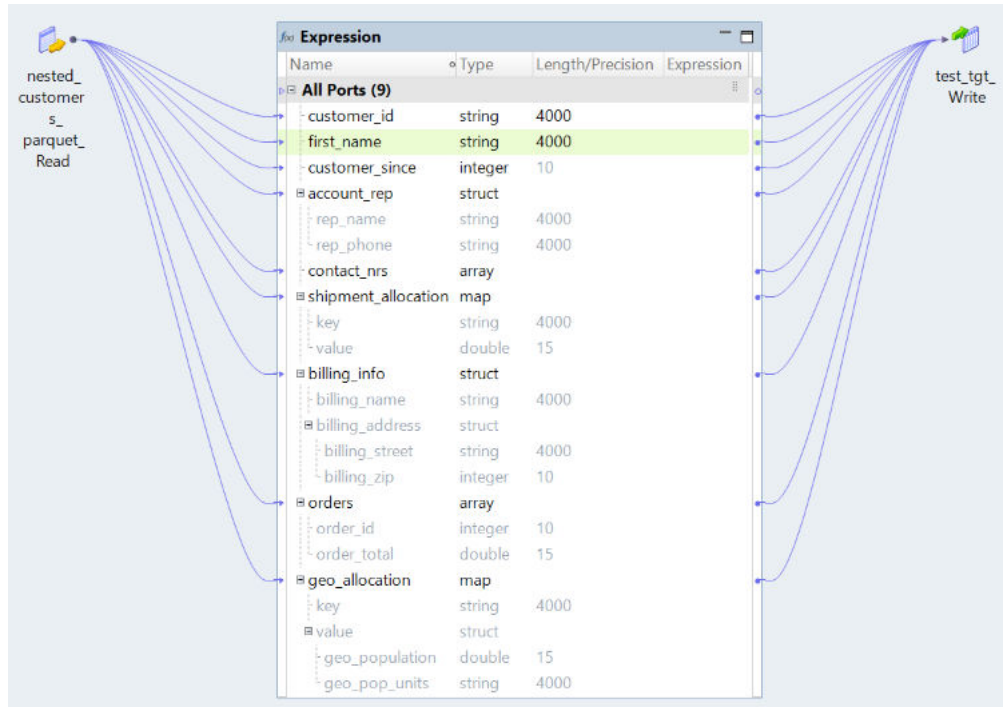 nested_
customer
s_
parquet_
Read
Expression
Name Type Length/Precision Expression
All Ports (9)
customer_id string 4000
first_name string 4000
customer_since integer 10
account_rep struct
rep_name string 4000
rep_phone string 4000
contact_nrs array
shipment_allocation map
key string 4000
value double 15
billing_info struct
billing_name string 4000
billing_address struct
billing_street string 4000
billing_zip integer 10
orders array
order_id integer 10
order_total double 15
geo_allocation map
key string 4000
value struct
geo_population double 15
geo_pop_units string 4000
test_tgt_
Write